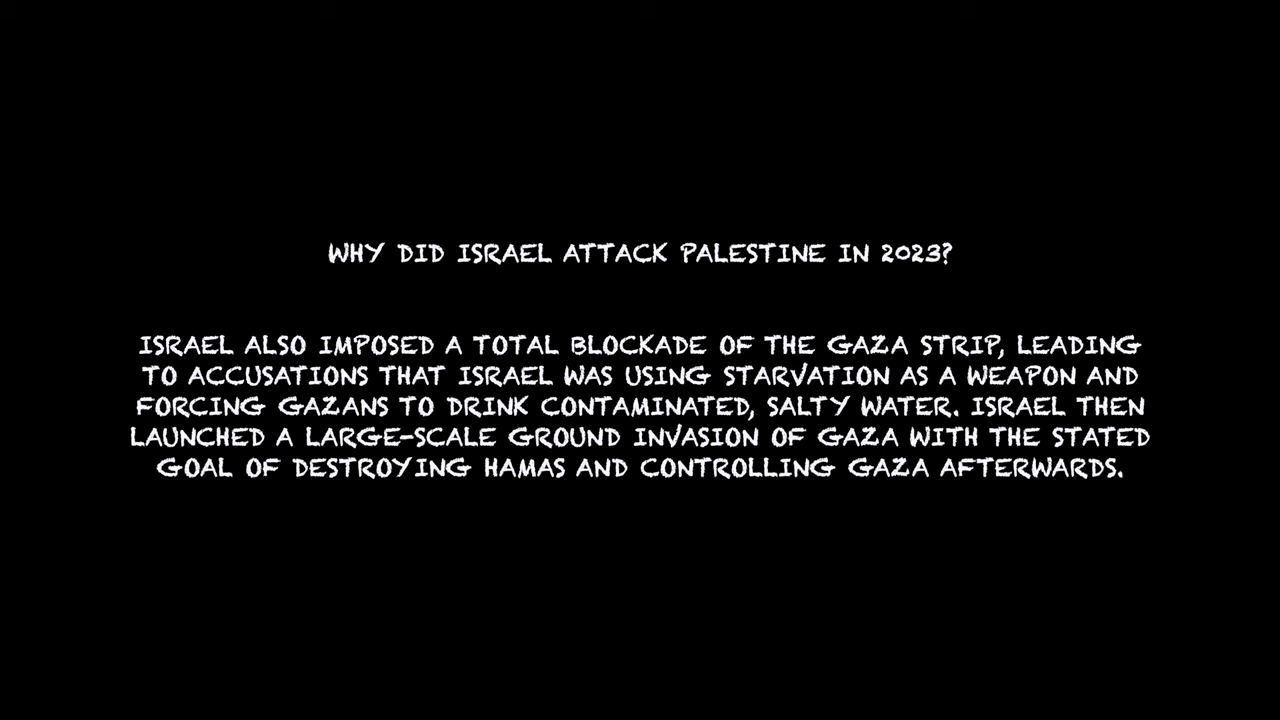 WHY DID ISRAEL ATTACK PALESTINE IN 2023?
ISRAEL ALSO IMPOSED A TOTAL BLOCKADE OF THE GAZA STRIP, LEADING
TO ACCUSATIONS THAT ISRAEL WAS USING STARVATION AS A WEAPON AND
FORCING GAZANS TO DRINK CONTAMINATED, SALTY WATER. ISRAEL THEN
LAUNCHED A LARGE-SCALE GROUND INVASION OF GAZA WITH THE STATED
GOAL OF DESTROYING HAMAS AND CONTROLLING GAZA AFTERWARDS.